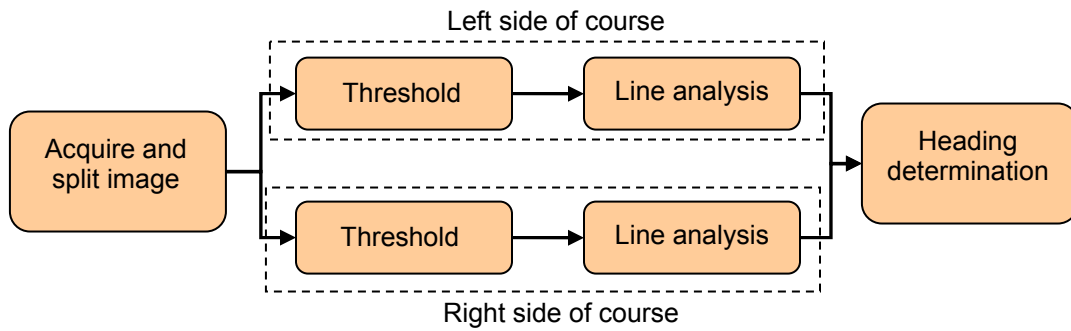 Left side of course
Threshold
Line analysis
Acquire and
split image
Heading
determination
Threshold
Line analysis
Right side of course